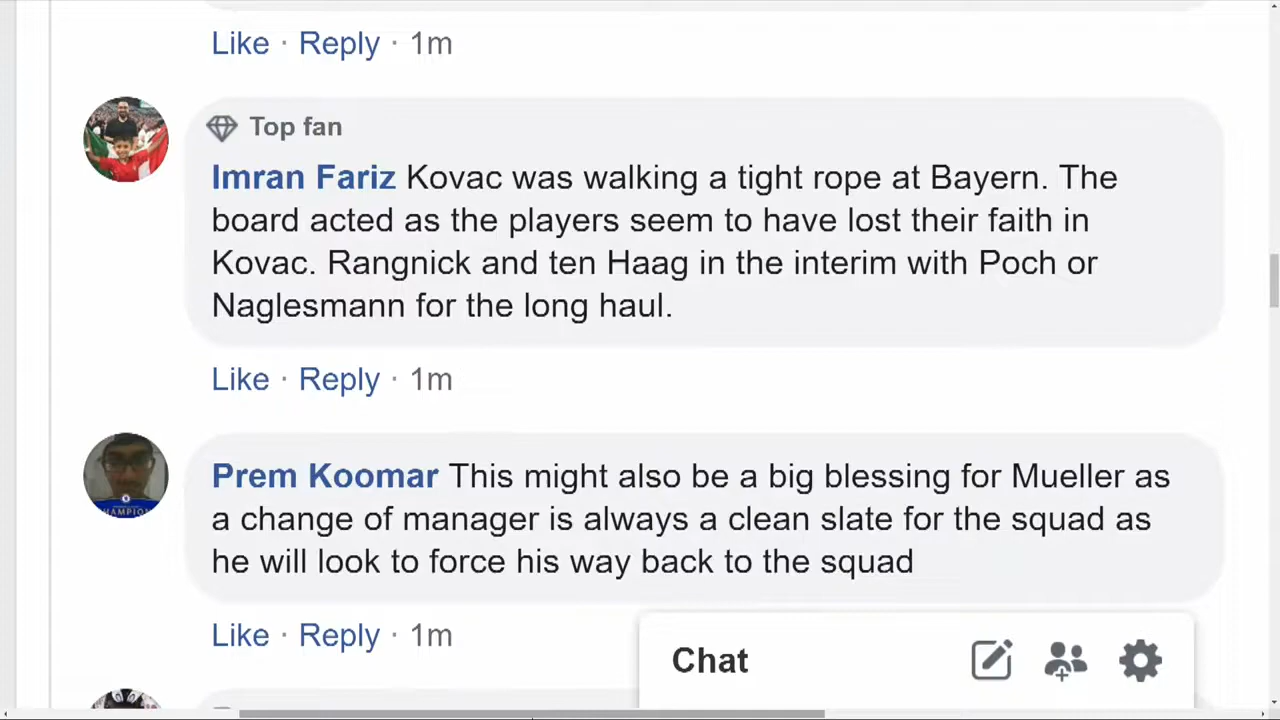 Like · Reply · 1m
Top fan
Imran Fariz Kovac was walking a tight rope at Bayern. The
board acted as the players seem to have lost their faith in
Kovac. Rangnick and ten Haag in the interim with Poch or
Naglesmann for the long haul.
Like · Reply · 1m
Prem Koomar This might also be a big blessing for Mueller as
a change of manager is always a clean slate for the squad as
he will look to force his way back to the squad
Like · Reply · 1m
Chat